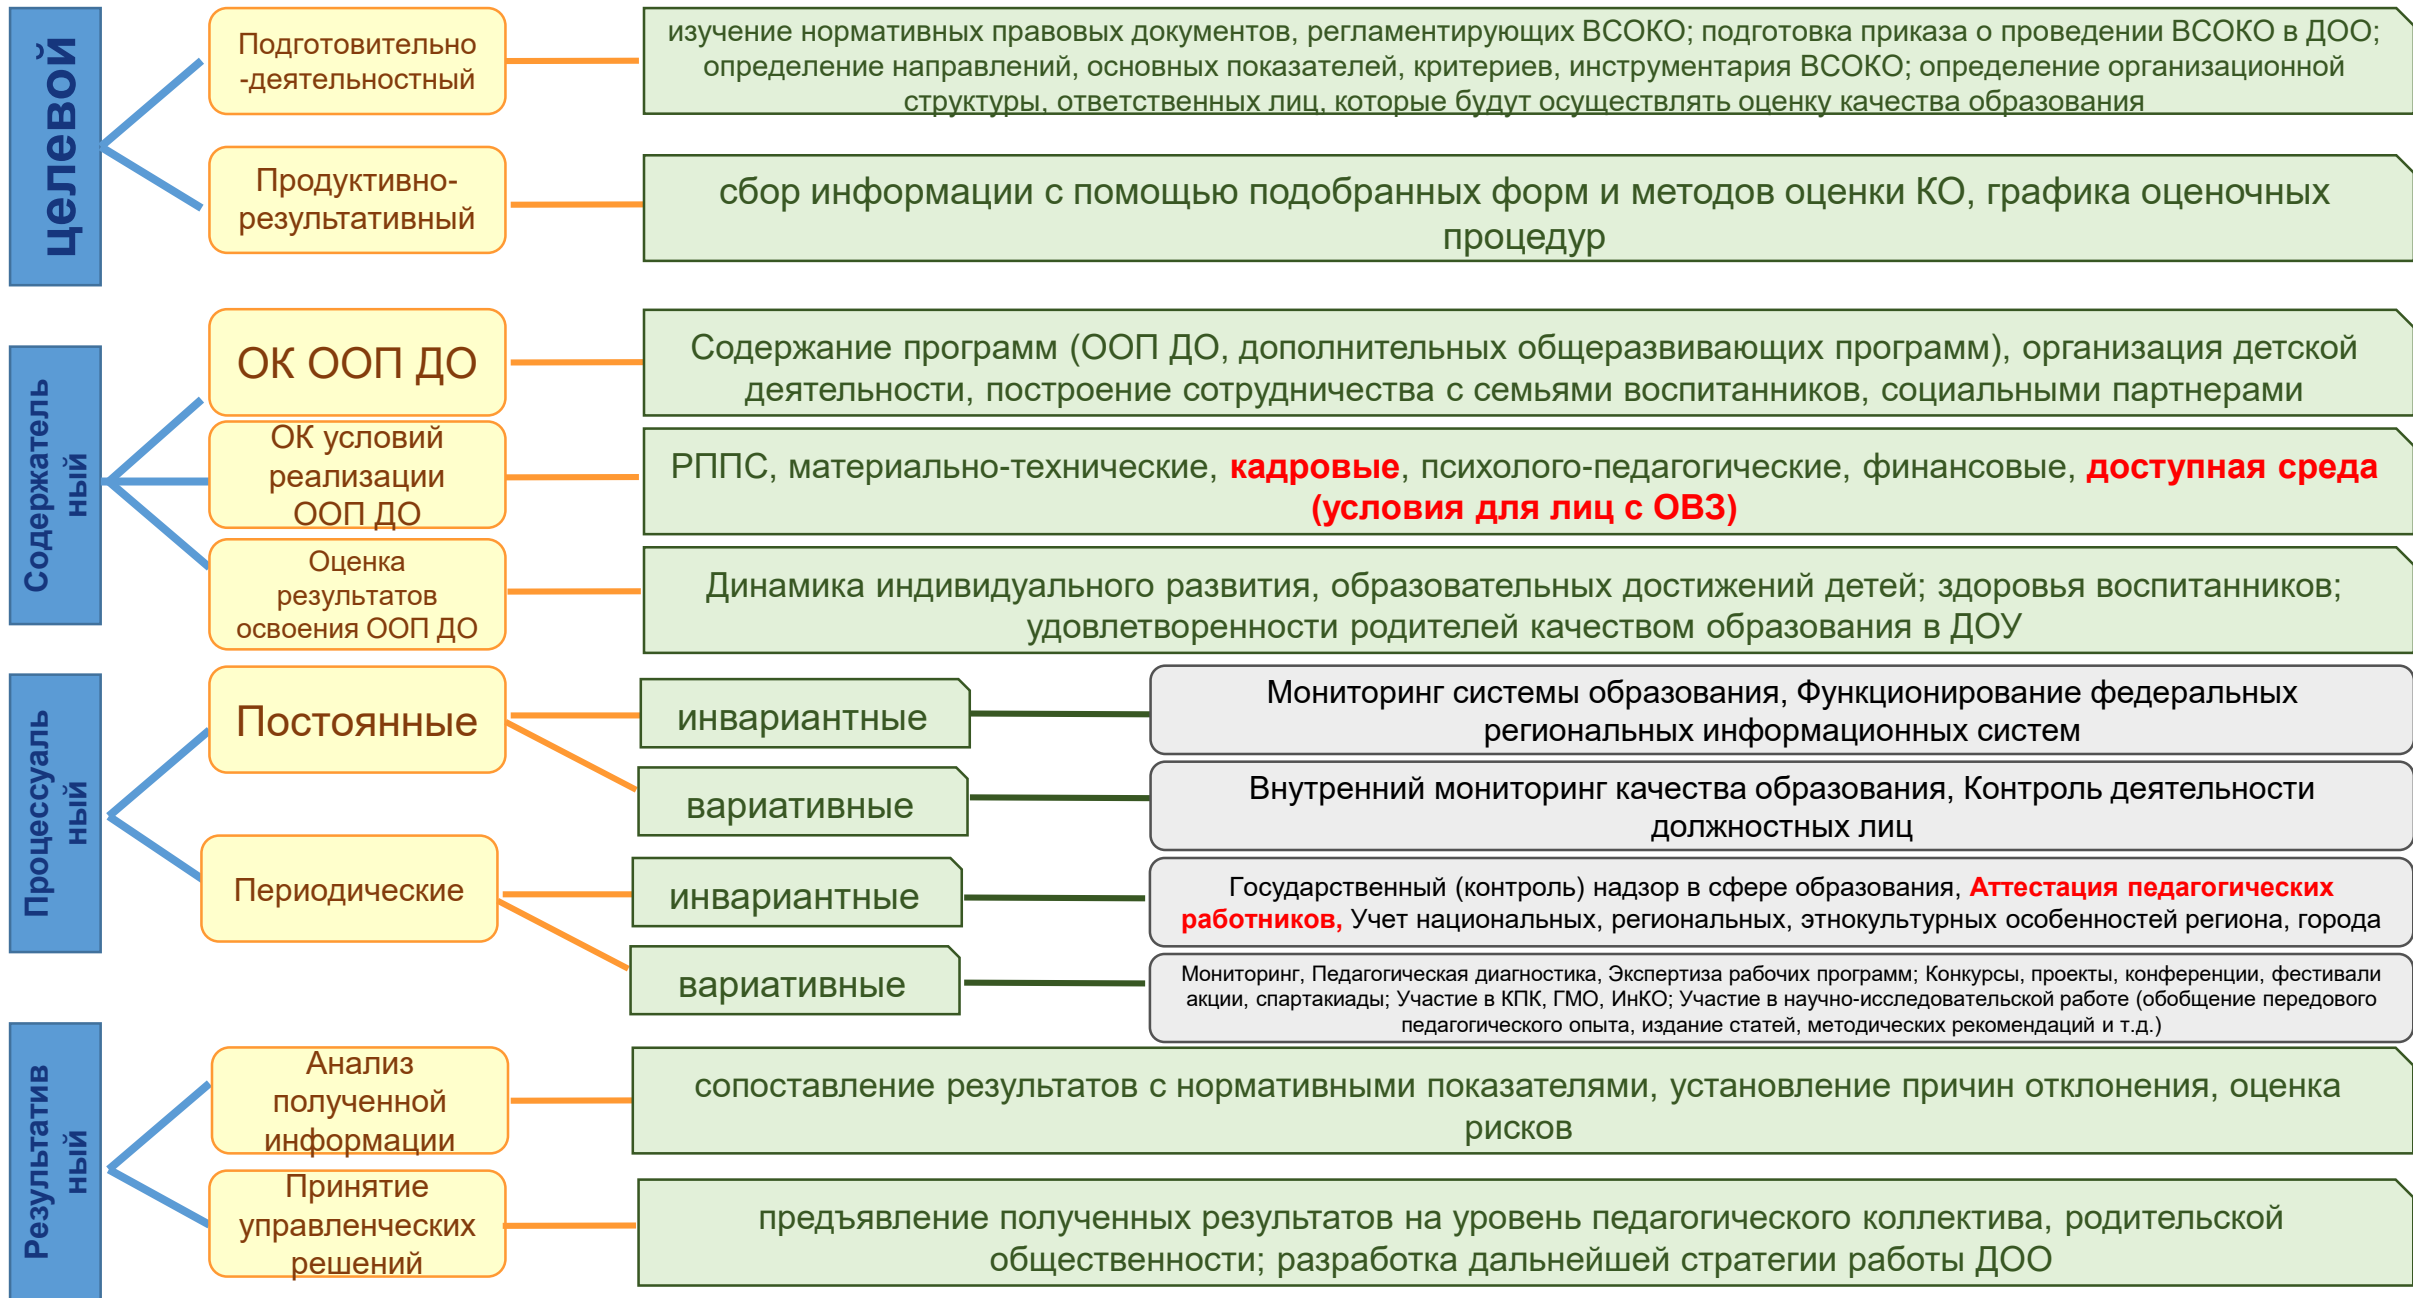 целевой
Подготовительно
-деятельностный
изучение нормативных правовых документов, регламентирующих ВСОКО; подготовка приказа о проведении ВСОКО в ДОО;
определение направлений, основных показателей, критериев, инструментария ВСОКО; определение организационной
структуры, ответственных лиц, которые будут осуществлять оценку качества образования
Продуктивно-
результативный
сбор информации с помощью подобранных форм и методов оценки КО, графика оценочных
процедур
Содержатель
ный
ОК ООП ДО
Содержание программ (ООП ДО, дополнительных общеразвивающих программ), организация детской
деятельности, построение сотрудничества с семьями воспитанников, социальными партнерами
ОК условий
реализации
ООП ДО
РППС, материально-технические, кадровые, психолого-педагогические, финансовые, доступная среда
(условия для лиц с ОВЗ)
Оценка
результатов
освоения ООП ДО
Динамика индивидуального развития, образовательных достижений детей; здоровья воспитанников;
удовлетворенности родителей качеством образования в ДОУ
Процессуаль
ный
Постоянные
инвариантные
Мониторинг системы образования, Функционирование федеральных
региональных информационных систем
вариативные
Внутренний мониторинг качества образования, Контроль деятельности
должностных лиц
Периодические
инвариантные
Государственный (контроль) надзор в сфере образования, Аттестация педагогических
работников, Учет национальных, региональных, этнокультурных особенностей региона, города
вариативные
Мониторинг, Педагогическая диагностика, Экспертиза рабочих программ; Конкурсы, проекты, конференции, фестивали
акции, спартакиады; Участие в КПК, ГМО, ИнКО; Участие в научно-исследовательской работе (обобщение передового
педагогического опыта, издание статей, методических рекомендаций и т.д.)
Результатив
ный
Анализ
полученной
информации
сопоставление результатов с нормативными показателями, установление причин отклонения, оценка
рисков
Принятие
управленческих
решений
предъявление полученных результатов на уровень педагогического коллектива, родительской
общественности; разработка дальнейшей стратегии работы ДОО